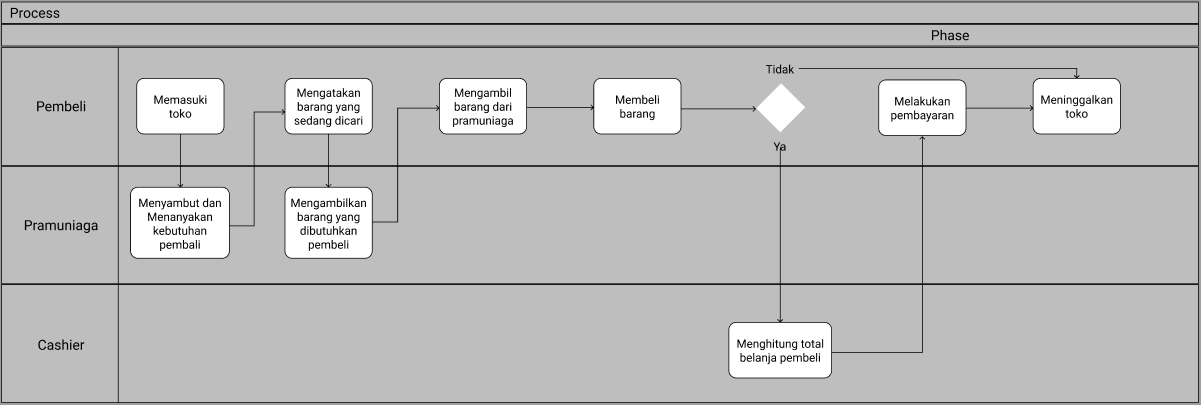 Process
Phase
Pembeli
Memasuki
toko
Mengatakan
barang yang
sedang dicari
Mengambil
barang dari
pramuniaga
Membeli
barang
Tidak
Ya
Melakukan
pembayaran
Meninggalkan
toko
Pramuniaga
Menyambut dan
Menanyakan
kebutuhan
pembali
Mengambilkan
barang yang
dibutuhkan
pembeli
Cashier
Menghitung total
belanja pembeli